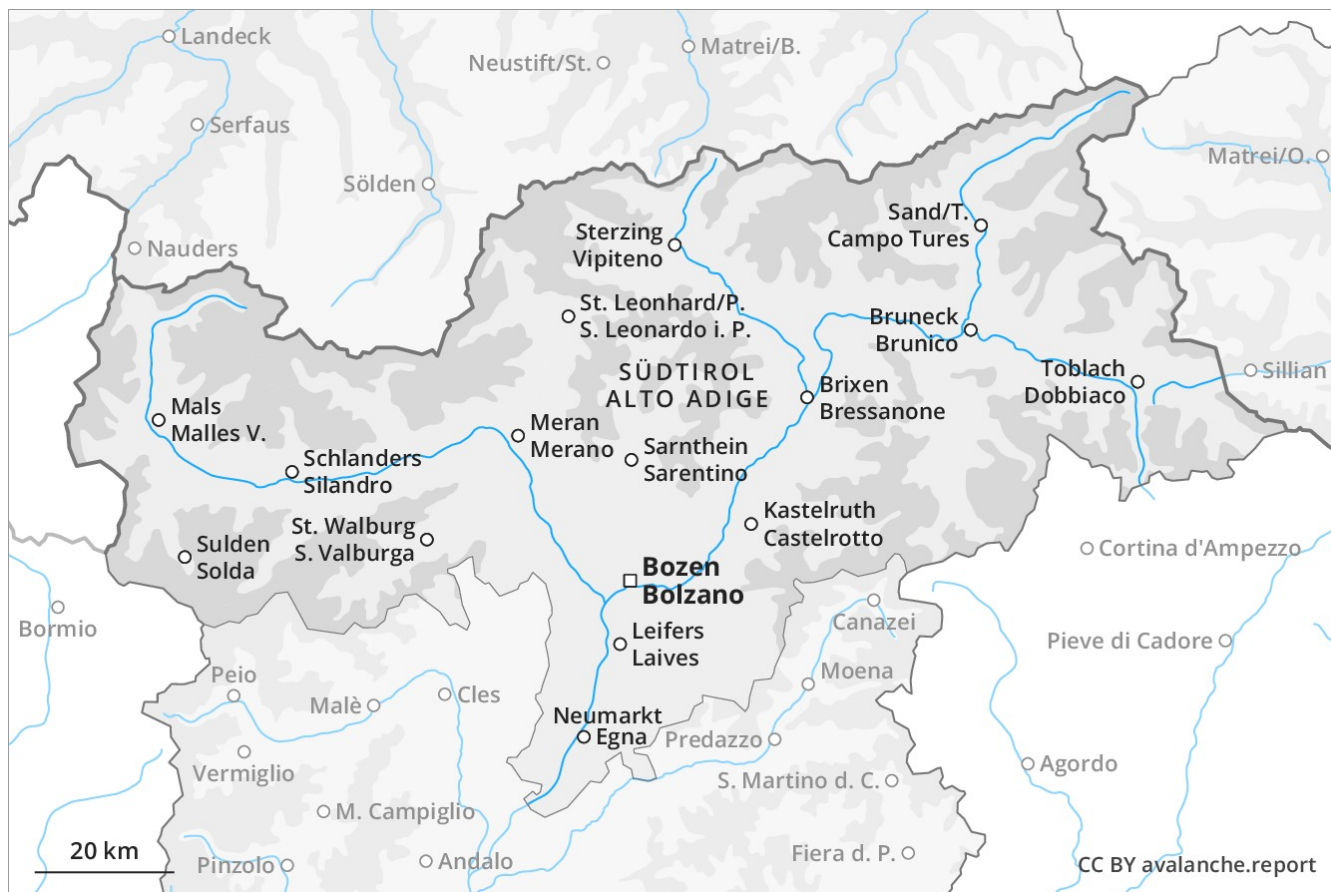 Landeck
Matrei/B.
Neustift/St.
Serfaus
Matrei/O.
Sölden
Nauders
Sand/T.
Campo Tures
Sterzing
Vipiteno
St. Leonhard/P.
S. Leonardo i. P.
Bruneck
Brunico
SÜDTIROL
ALTO ADIGE
Toblach
Dobbiaco
Sillian
Brixen
Bressanone
Mals
Malles V.
Meran
Merano
Sarnthein
Sarentino
Schlanders
Silandro
Kastelruth
Castelrotto
St. Walburg
S. Valburga
Sulden
Solda
Cortina d'Ampezzo
Bozen
Bolzano
Bormio
Canazei
Leifers
Laives
Pieve di Cadore
Peio
Moena
Cles
Malè
Neumarkt
Egna
Predazzo
Vermiglio
Agordo
S. Martino d. C.
M. Campiglio
20 km
Pinzolo
Andalo
Fiera d. P.
CC BY avalanche.report